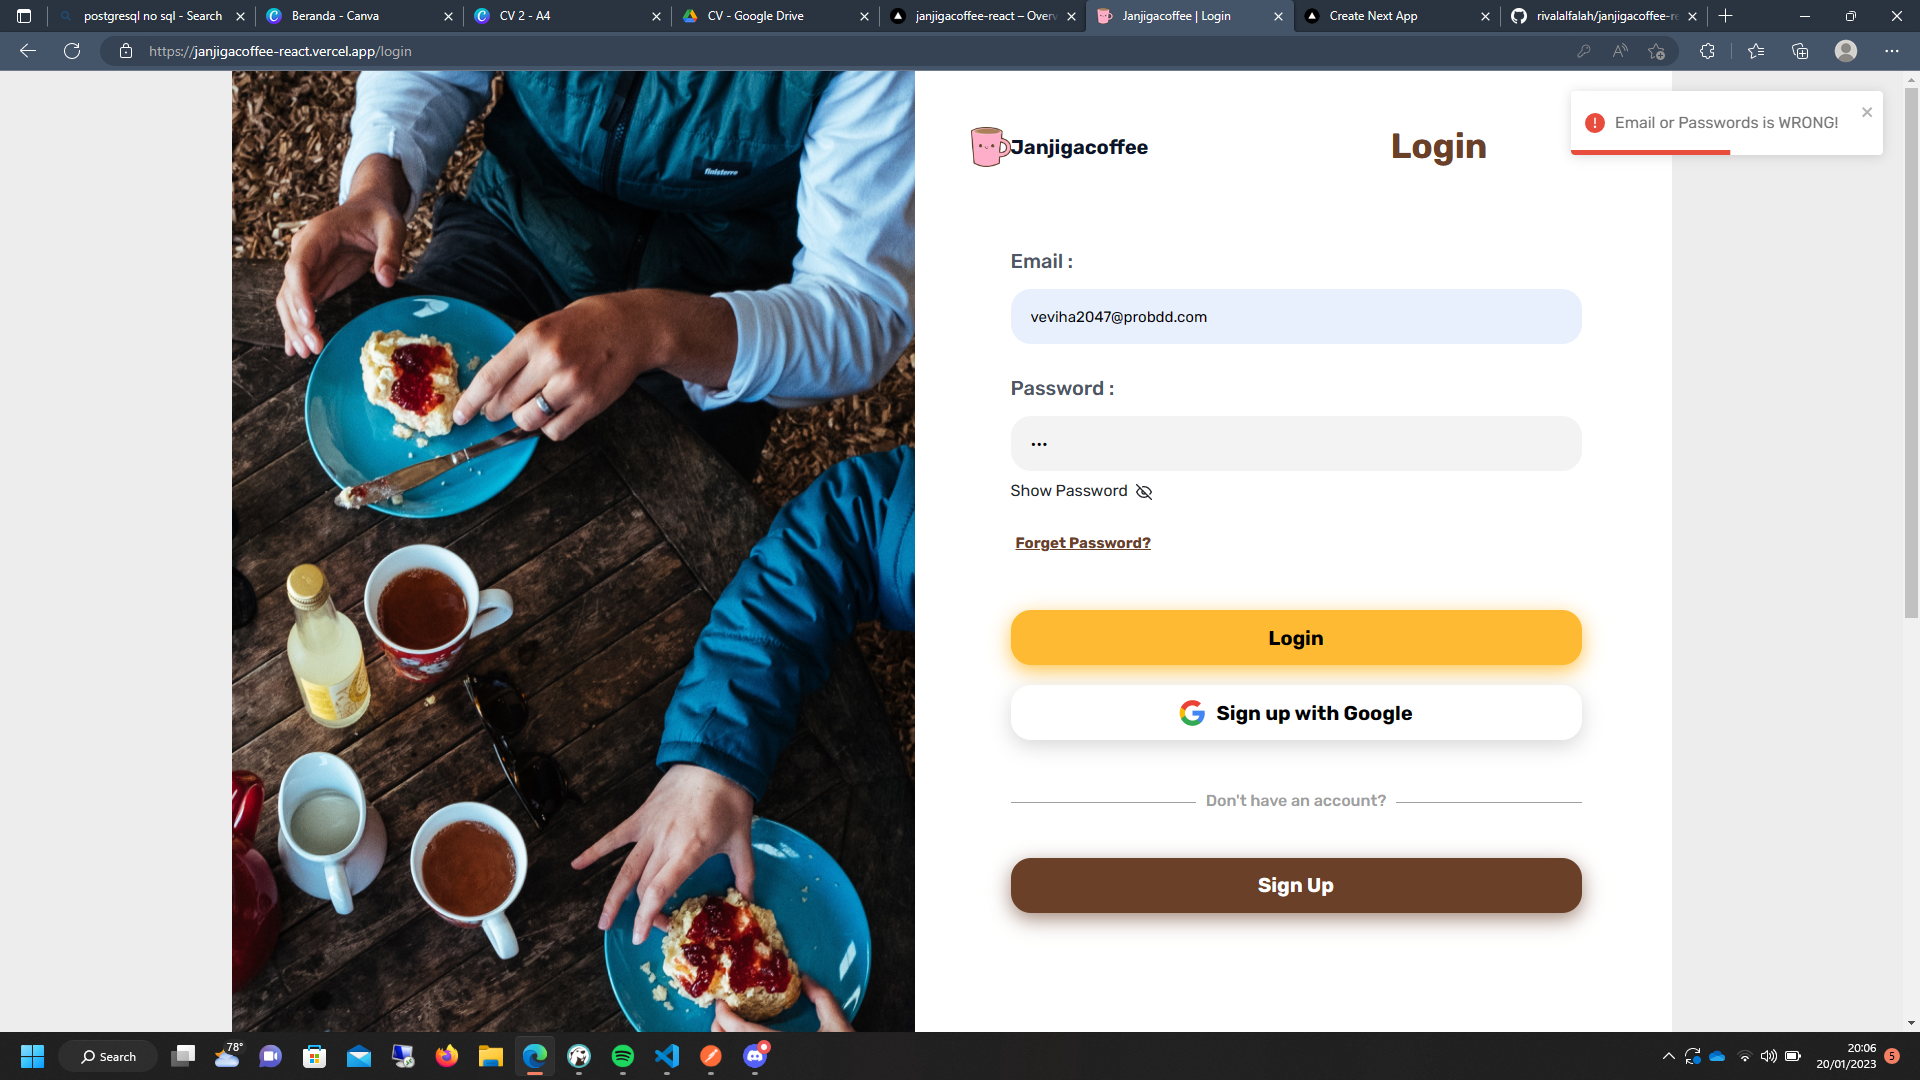 postgresql no sql - Search
Beranda - Canva
CV 2 - A4
CV - Google Drive
janjigacoffee-react – Overv
Janjigacoffee | Login
Create Next App
rivalalfalah/janjigacoffee-re
https://janjigacoffee-react.vercel.app/login
finisterre
Janjigacoffee
Login
Email or Passwords is WRONG!
Email :
veviha2047@probdd.com
Password :
Show Password
Forget Password?
Login
Sign up with Google
Don't have an account?
Sign Up
Search
78°
20:06
20/01/2023
5